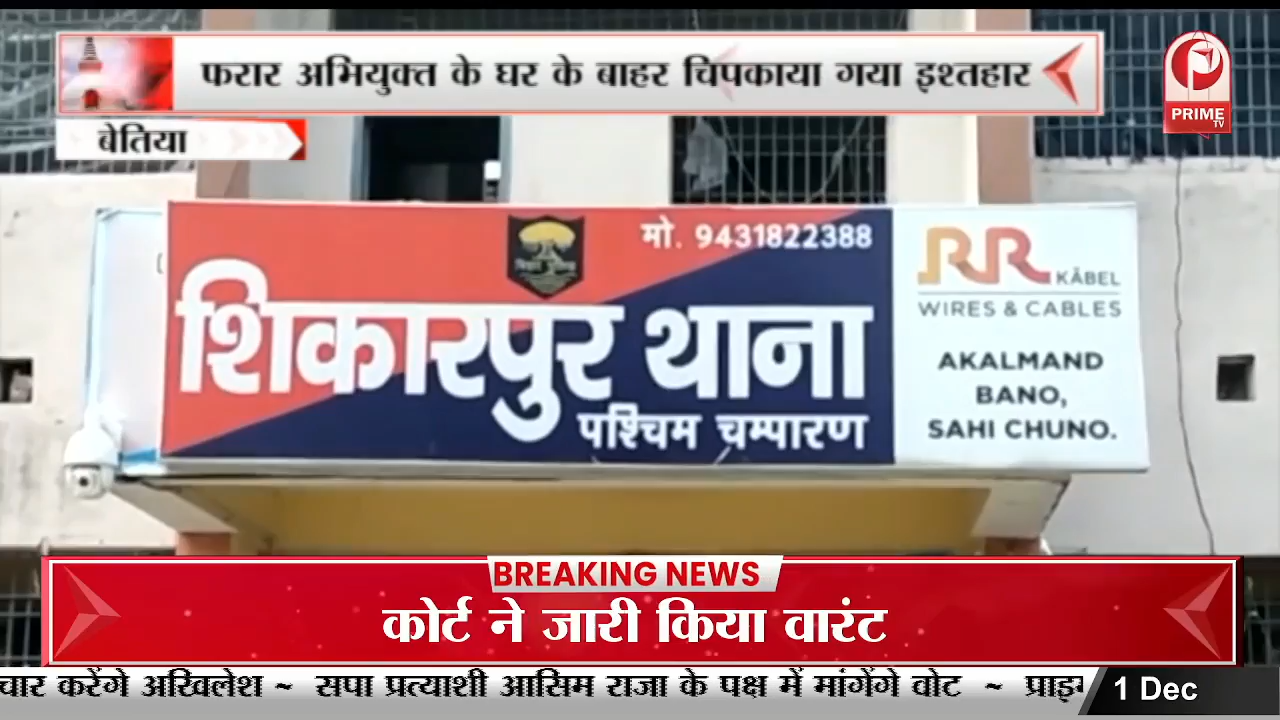 फरार अभियुक्त के घर के बाहर चिपकाया गया इश्तहार
PRIME
TV
बेतिया
मो. 9431822388
शिकारपुर थाना
पश्चिम चम्पारण
RR
KABEL
WIRES & CABLES
AKALMAND
BANO,
SAHI CHUNO.
BREAKING NEWS
कोर्ट ने जारी किया वारंट
करेंगे अखिलेश ~ सपा प्रत्याशी आसिम राजा के पक्ष में मांगेंगे वोट ~
1 Dec